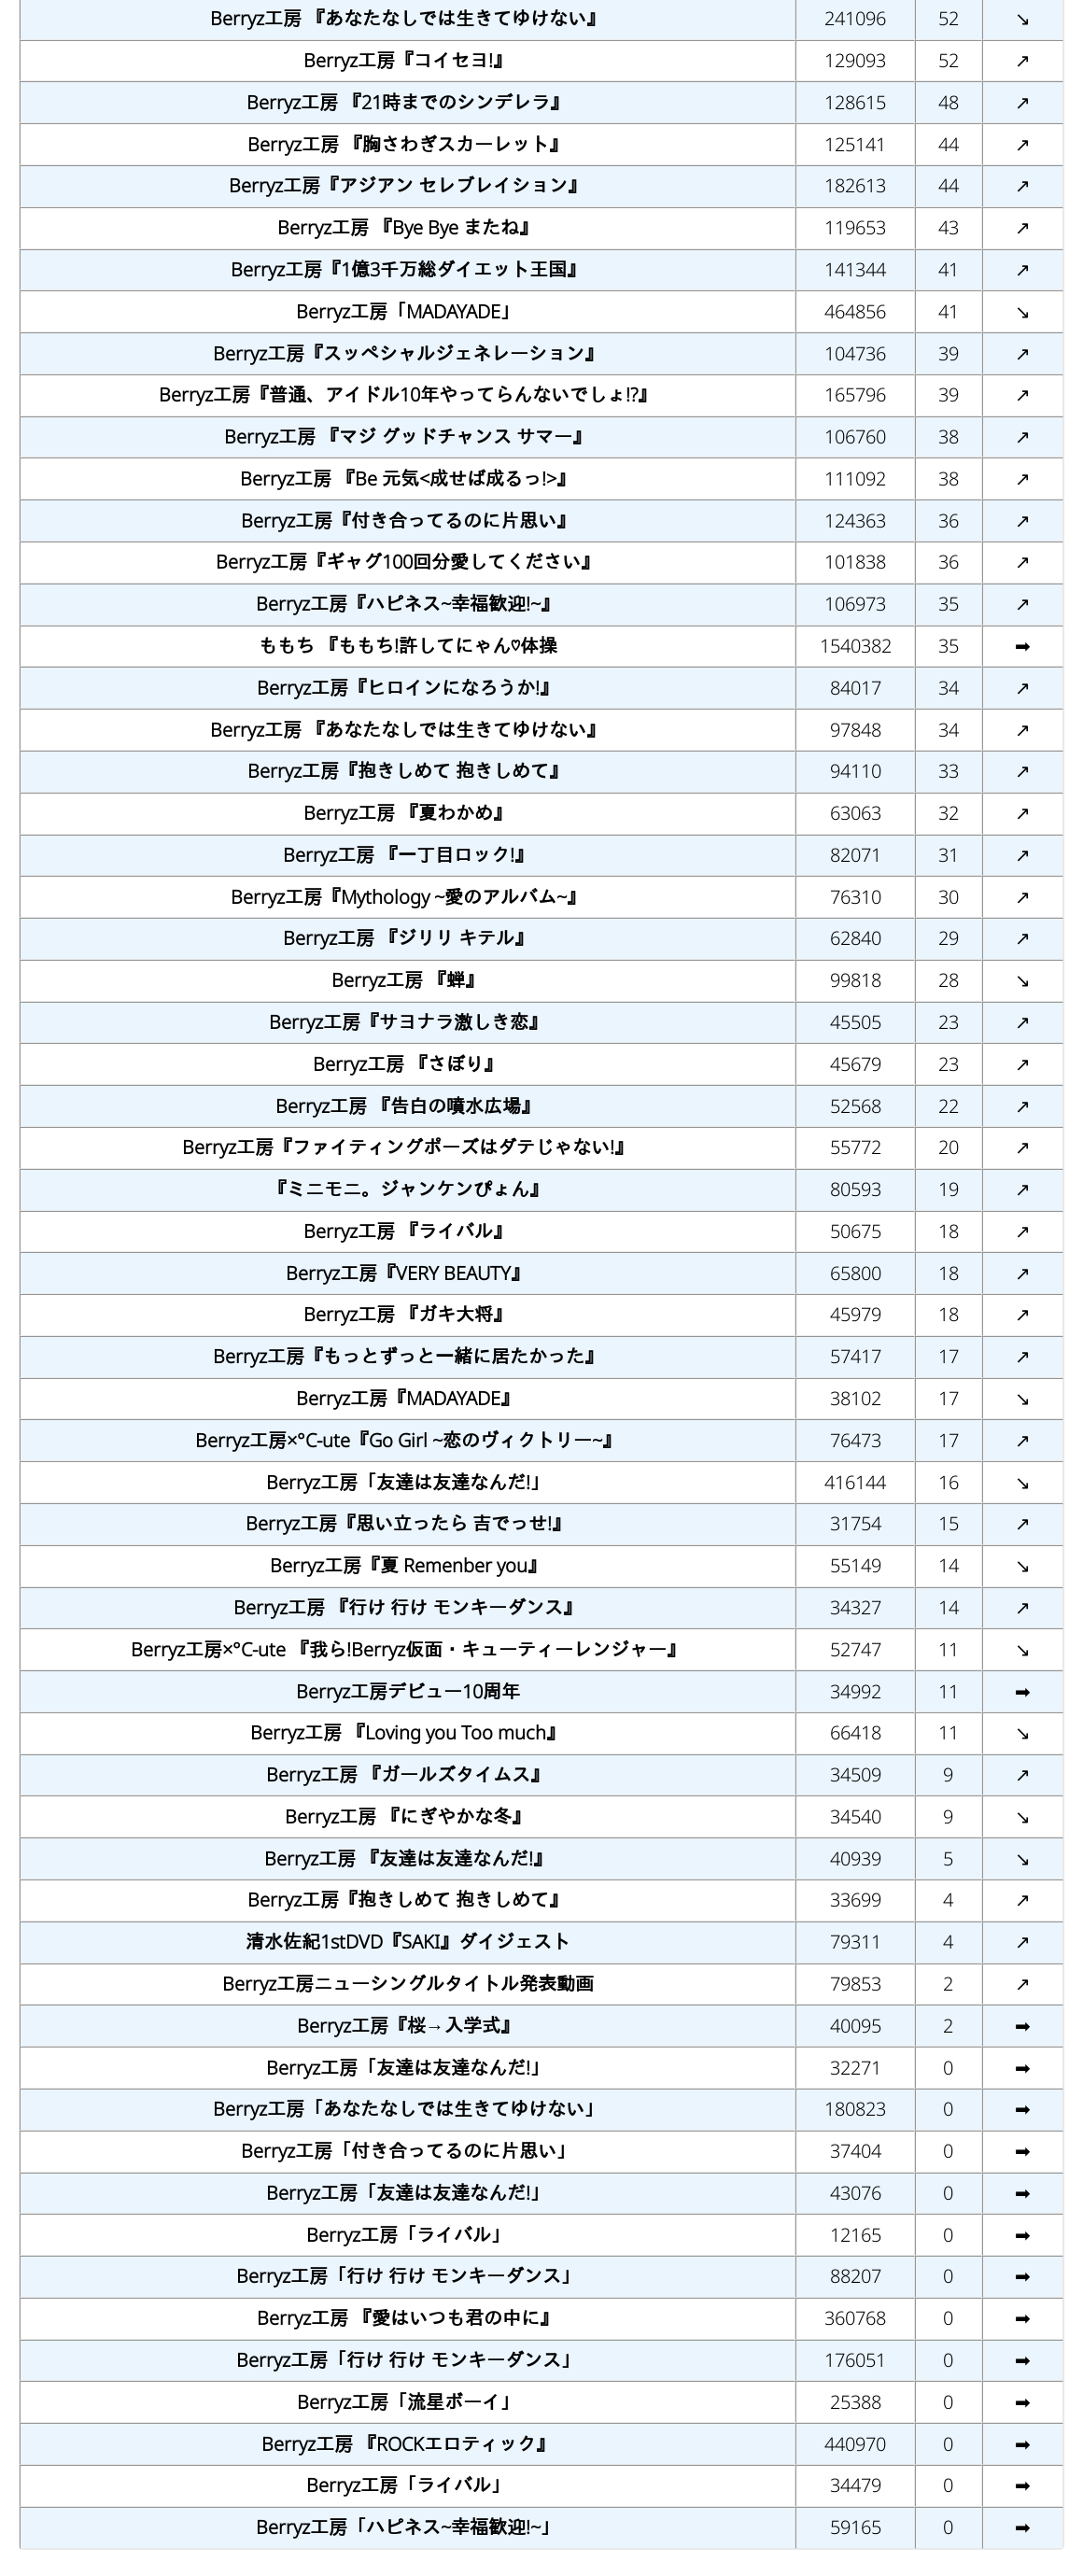 Berryz工房 『あなたなしでは生きてゆけない』 241096 52 ↘
Berryz工房『コイセヨ!』 129093 52 ↗
Berryz工房 『21時までのシンデレラ』 128615 48 ↗
Berryz工房 『胸さわぎスカーレット』 125141 44 ↗
Berryz工房『アジアン セレブレイション』 182613 44 ↗
Berryz工房 『Bye Bye またね』 119653 43 ↗
Berryz工房『1億3千万総ダイエット王国』 141344 41 ↗
Berryz工房「MADAYADE」 464856 41 ↘
Berryz工房『スッペシャルジェネレーション』 104736 39 ↗
Berryz工房『普通、アイドル10年やってらんないでしょ!?』 165796 39 ↗
Berryz工房 『マジ グッドチャンス サマー』 106760 38 ↗
Berryz工房 『Be 元気<成せば成るっ!>』 111092 38 ↗
Berryz工房『付き合ってるのに片思い』 124363 36 ↗
Berryz工房『ギャグ100回分愛してください』 101838 36 ↗
Berryz工房『ハピネス~幸福歓迎!~』 106973 35 ↗
ももち 『ももち!許してにゃん♡体操 1540382 35 ➡
Berryz工房『ヒロインになろうか!』 84017 34 ↗
Berryz工房 『あなたなしでは生きてゆけない』 97848 34 ↗
Berryz工房『抱きしめて 抱きしめて』 94110 33 ↗
Berryz工房 『夏わかめ』 63063 32 ↗
Berryz工房 『一丁目ロック!』 82071 31 ↗
Berryz工房『Mythology ~愛のアルバム~』 76310 30 ↗
Berryz工房 『ジリリ キテル』 62840 29 ↗
Berryz工房 『蝉』 99818 28 ↘
Berryz工房『サヨナラ激しき恋』 45505 23 ↗
Berryz工房 『さぼり』 45679 23 ↗
Berryz工房 『告白の噴水広場』 52568 22 ↗
Berryz工房『ファイティングポーズはダテじゃない!』 55772 20 ↗
『ミニモニ。ジャンケンぴょん』 80593 19 ↗
Berryz工房 『ライバル』 50675 18 ↗
Berryz工房『VERY BEAUTY』 65800 18 ↗
Berryz工房 『ガキ大将』 45979 18 ↗
Berryz工房『もっとずっと一緒に居たかった』 57417 17 ↗
Berryz工房『MADAYADE』 38102 17 ↘
Berryz工房×°C-ute『Go Girl ~恋のヴィクトリー~』 76473 17 ↗
Berryz工房「友達は友達なんだ!」 416144 16 ↘
Berryz工房『思い立ったら 吉でっせ!』 31754 15 ↗
Berryz工房『夏 Remenber you』 55149 14 ↘
Berryz工房 『行け 行け モンキーダンス』 34327 14 ↗
Berryz工房×°C-ute 『我ら!Berryz仮面・キューティーレンジャー』 52747 11 ↘
Berryz工房デビュー10周年 34992 11 ➡
Berryz工房 『Loving you Too much』 66418 11 ↘
Berryz工房 『ガールズタイムス』 34509 9 ↗
Berryz工房 『にぎやかな冬』 34540 9 ↘
Berryz工房 『友達は友達なんだ!』 40939 5 ↘
Berryz工房『抱きしめて 抱きしめて』 33699 4 ↗
清水佐紀1stDVD『SAKI』ダイジェスト 79311 4 ↗
Berryz工房ニューシングルタイトル発表動画 79853 2 ↗
Berryz工房『桜→入学式』 40095 2 ➡
Berryz工房「友達は友達なんだ!」 32271 0 ➡
Berryz工房「あなたなしでは生きてゆけない」 180823 0 ➡
Berryz工房「付き合ってるのに片思い」 37404 0 ➡
Berryz工房「友達は友達なんだ!」 43076 0 ➡
Berryz工房「ライバル」 12165 0 ➡
Berryz工房「行け 行け モンキーダンス」 88207 0 ➡
Berryz工房 『愛はいつも君の中に』 360768 0 ➡
Berryz工房「行け 行け モンキーダンス」 176051 0 ➡
Berryz工房「流星ボーイ」 25388 0 ➡
Berryz工房 『ROCKエロティック』 440970 0 ➡
Berryz工房「ライバル」 34479 0 ➡
Berryz工房「ハピネス~幸福歓迎!~」 59165 0 ➡